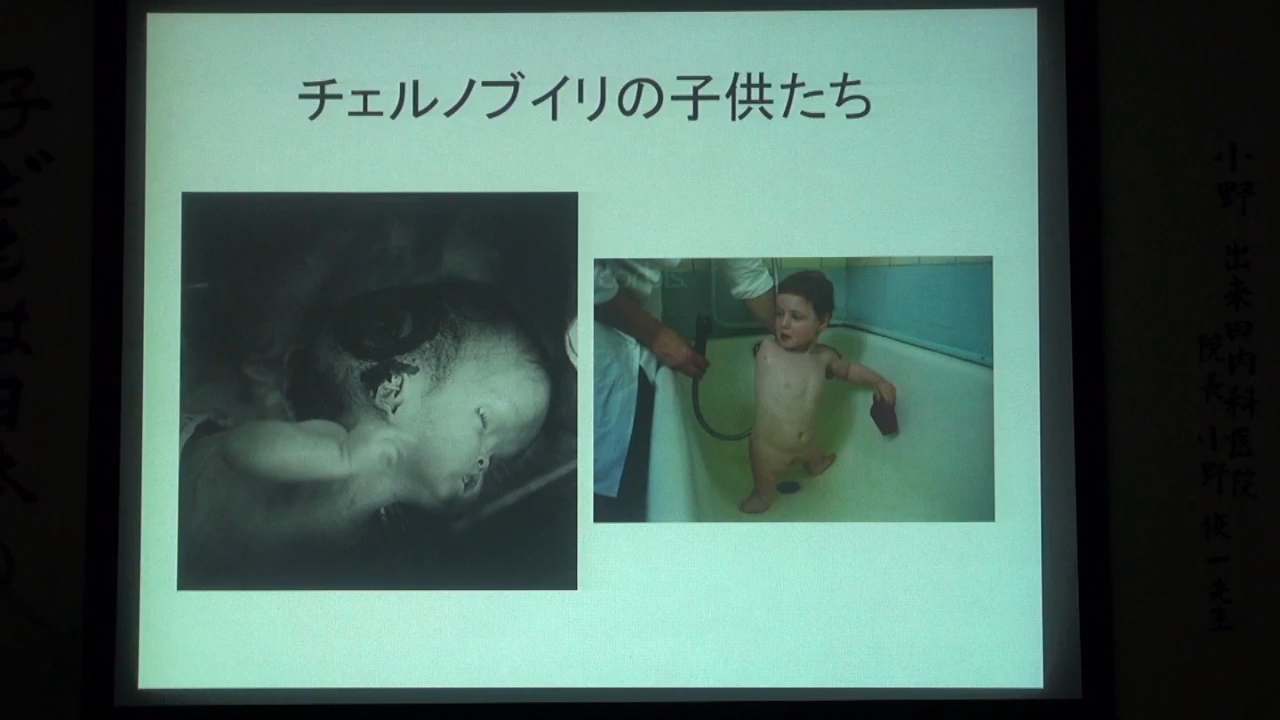 チェルノブイリの子供たち
小野 出来田内科医院
院長 小野 俊一先生